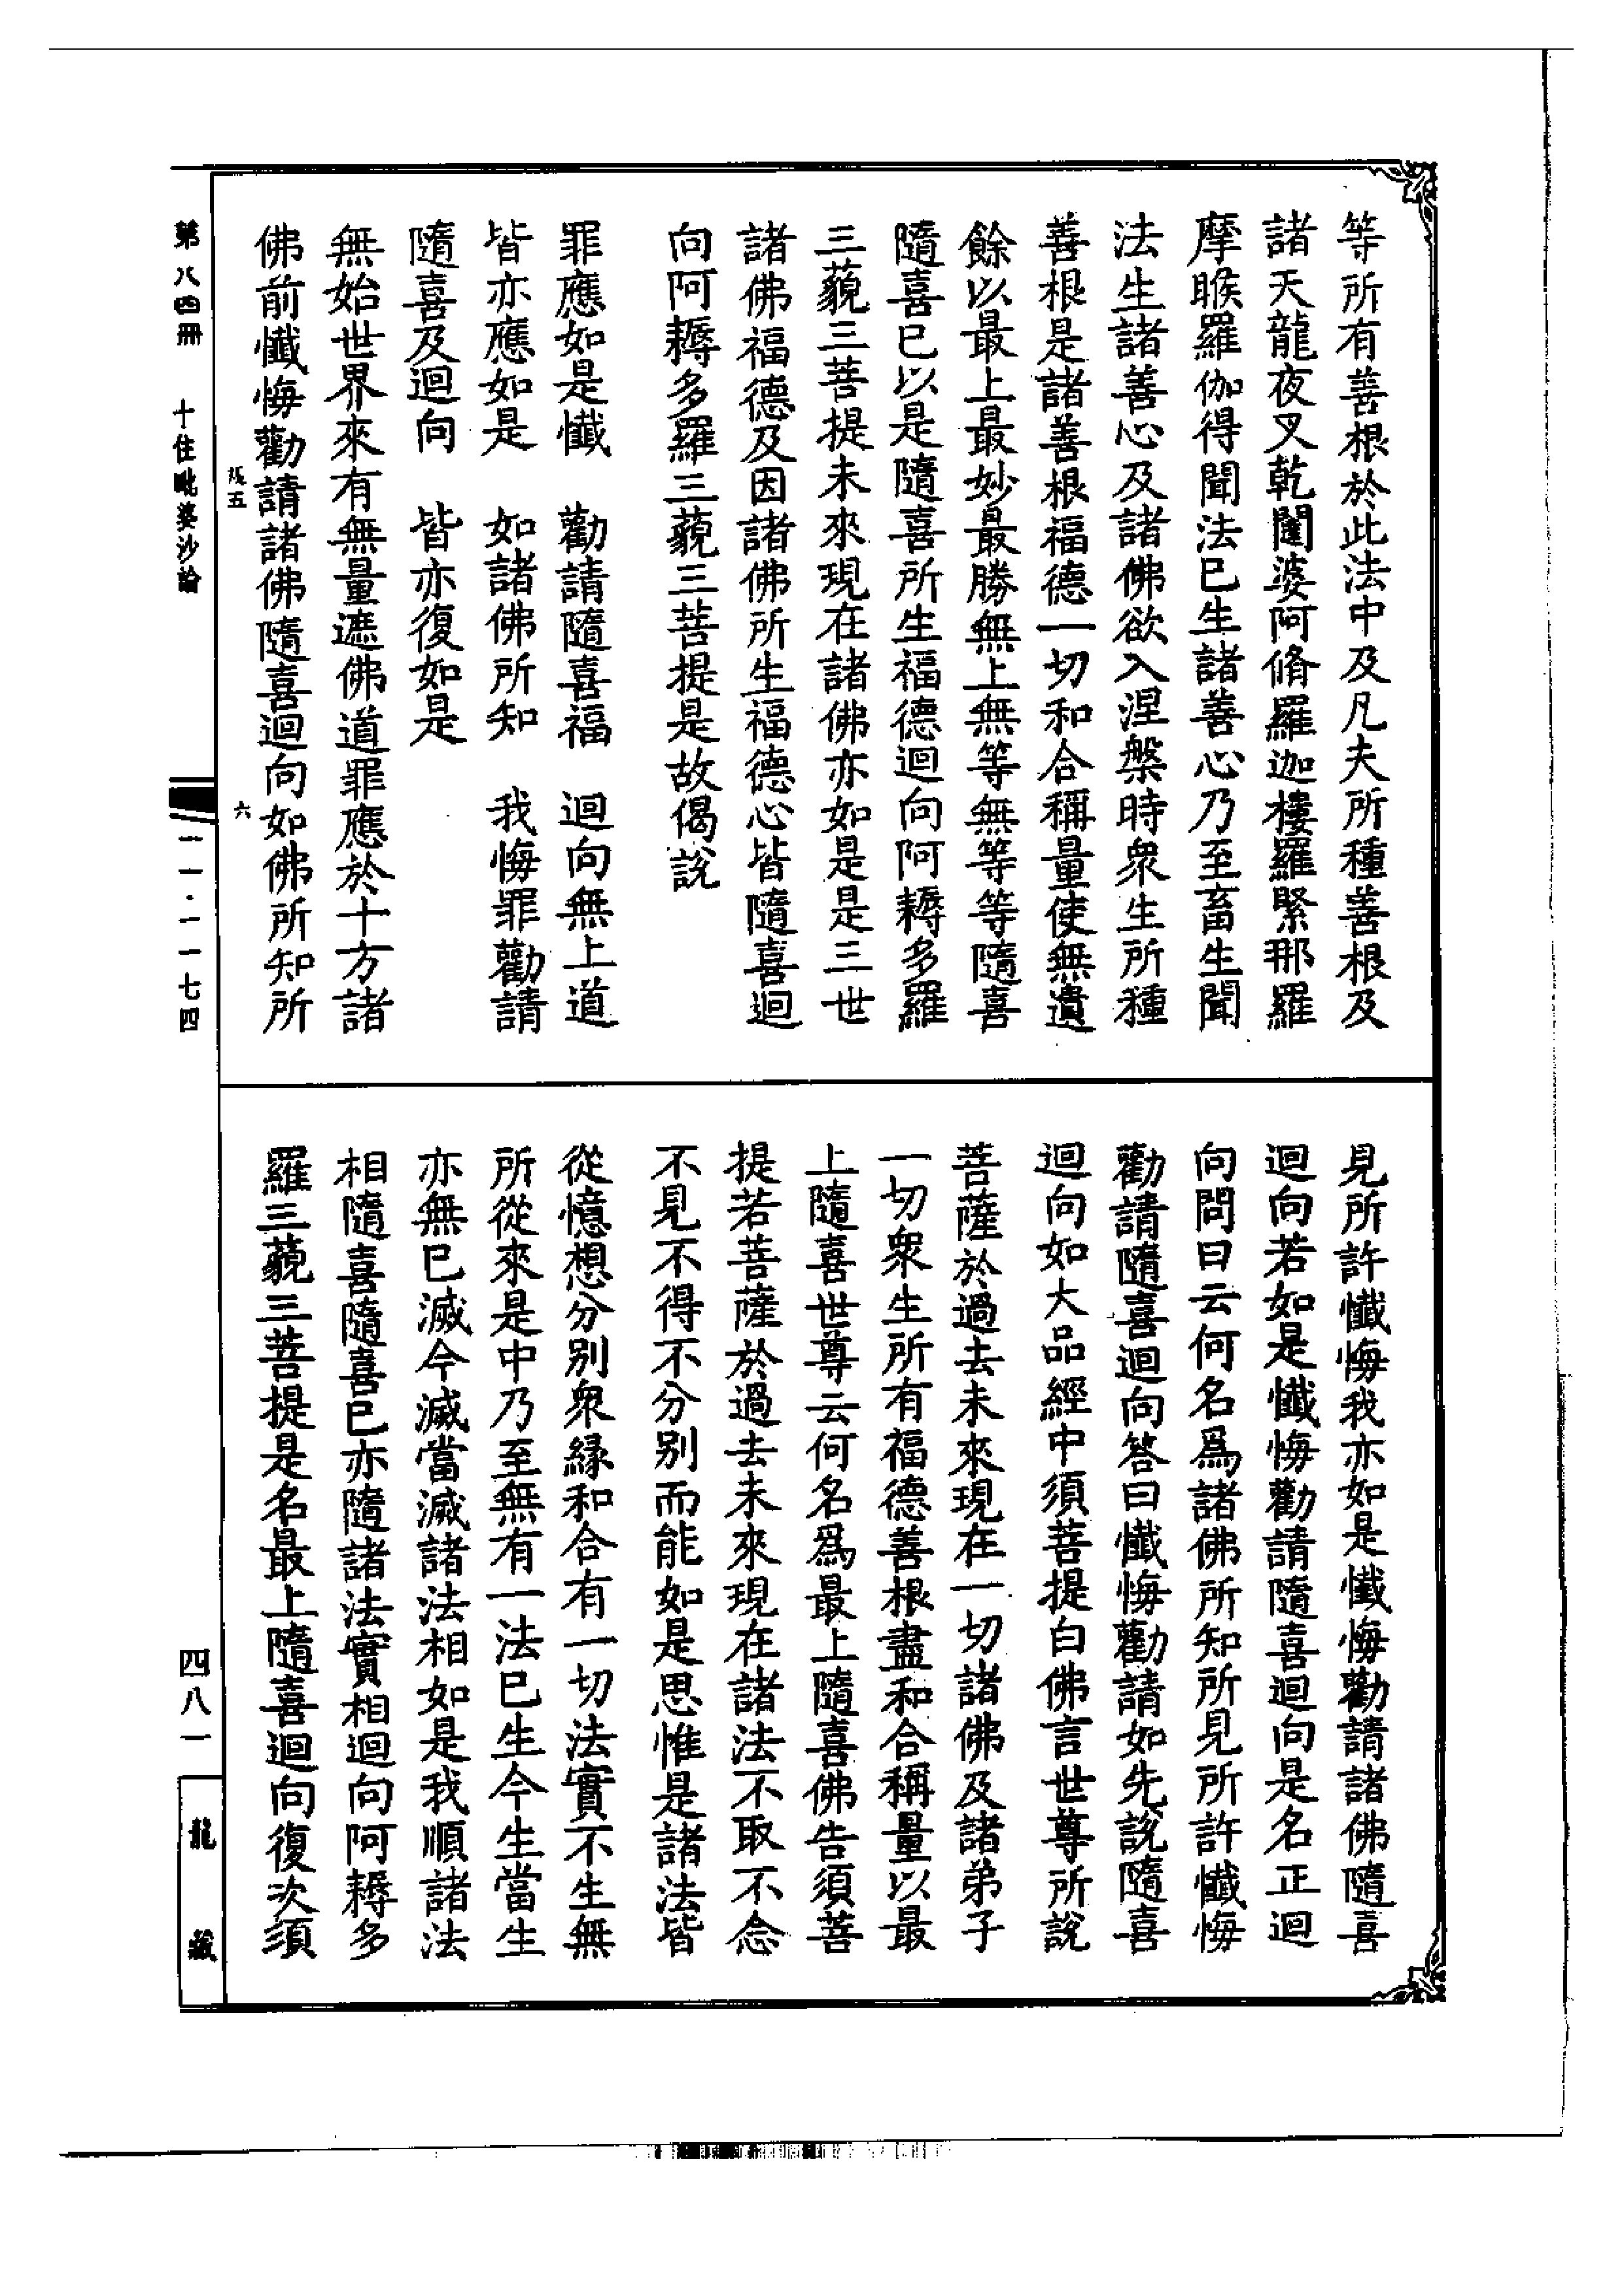 等所有善根於此法中及凡夫所種善根及
諸天龍夜叉乾闥婆阿脩羅迦樓羅緊那羅
摩睺羅伽得聞法已生諸善心乃至畜生聞
法生諸善心及諸佛欲入涅槃時衆生所種
善根是諸善根福德一切和合稱量使無遺
餘以最上最妙最勝無上無等無等等隨喜
隨喜已以是隨喜所生福德迴向阿耨多羅
三藐三菩提未來現在諸佛亦如是是三世
諸佛福德及因諸佛所生福德心皆隨喜迴
向阿耨多羅三藐三菩提是故偈說
罪應如是懺　勸請隨喜福　迴向無上道
皆亦應如是　如諸佛所知　我悔罪勸請
隨喜及迴向　皆亦復如是
無始世界來有無量遮佛道罪應於十方諸
佛前懺悔勸請諸佛隨喜迴向如佛所知所
見所許懺悔我亦如是懺悔勸請諸佛隨喜
迴向若如是懺悔勸請隨喜迴向是名正迴
向問曰云何名爲諸佛所知所見所許懺悔
勸請隨喜迴向答曰懺悔勸請如先說隨喜
迴向如大品經中須菩提白佛言世尊所說
菩薩於過去未來現在一切諸佛及諸弟子
一切衆生所有福德善根盡和合稱量以最
上隨喜世尊云何名爲最上隨喜佛告須菩
提若菩薩於過去未來現在諸法不取不念
不見不得不分別而能如是思惟是諸法皆
從憶想分別衆緣和合有一切法實不生無
所從來是中乃至無有一法已生今生當生
亦無已滅今滅當滅諸法相如是我順諸法
相隨喜隨喜已亦隨諸法實相迴向阿耨多
羅三藐三菩提是名最上隨喜迴向復次須
第八四冊　十住毗婆沙論
五
六
一一·一一七四
四八一
龍藏